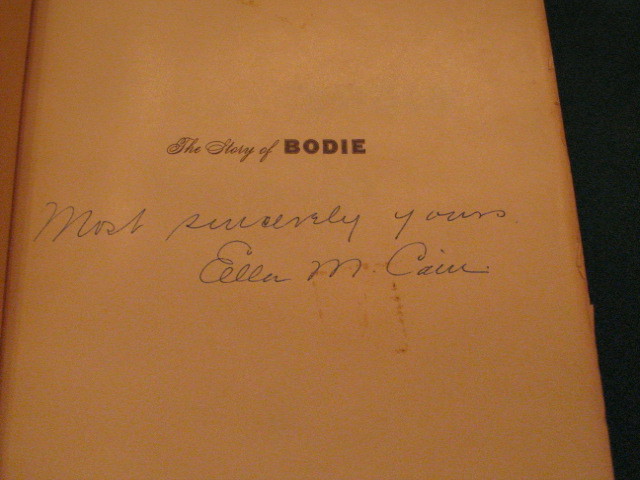 The Story of BODIE
Most sincerely yours
Ella M. Cain.